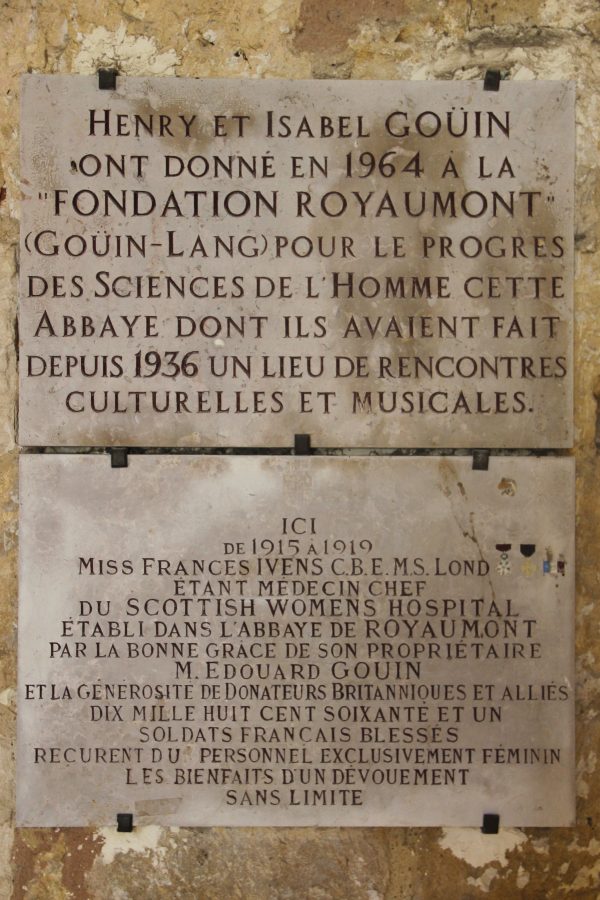 HENRY ET ISABEL GOÜIN
ONT DONNÉ EN 1964 A LA
"FONDATION ROYAUMONT"
(GOÜIN-LANG) POUR LE PROGRES
DES SCIENCES DE L'HOMME CETTE
ABBAYE DONT ILS AVAIENT FAIT
DEPUIS 1936 UN LIEU DE RENCONTRES
CULTURELLES ET MUSICALES.
ICI
DE 1915 À 1919
MISS FRANCES IVENS C.B.E. M.S. LOND
ÉTANT MÉDECIN CHEF
DU SCOTTISH WOMENS HOSPITAL
ÉTABLI DANS L'ABBAYE DE ROYAUMONT
PAR LA BONNE GRÂCE DE SON PROPRIÉTAIRE
M. EDOUARD GOUIN
ET LA GÉNÉROSITÉ DE DONATEURS BRITANNIQUES ET ALLIÉS
DIX MILLE HUIT CENT SOIXANTE ET UN
SOLDATS FRANCAIS BLESSÉS
REÇURENT DU PERSONNEL EXCLUSIVEMENT FÉMININ
LES BIENFAITS D'UN DÉVOUEMENT
SANS LIMITE